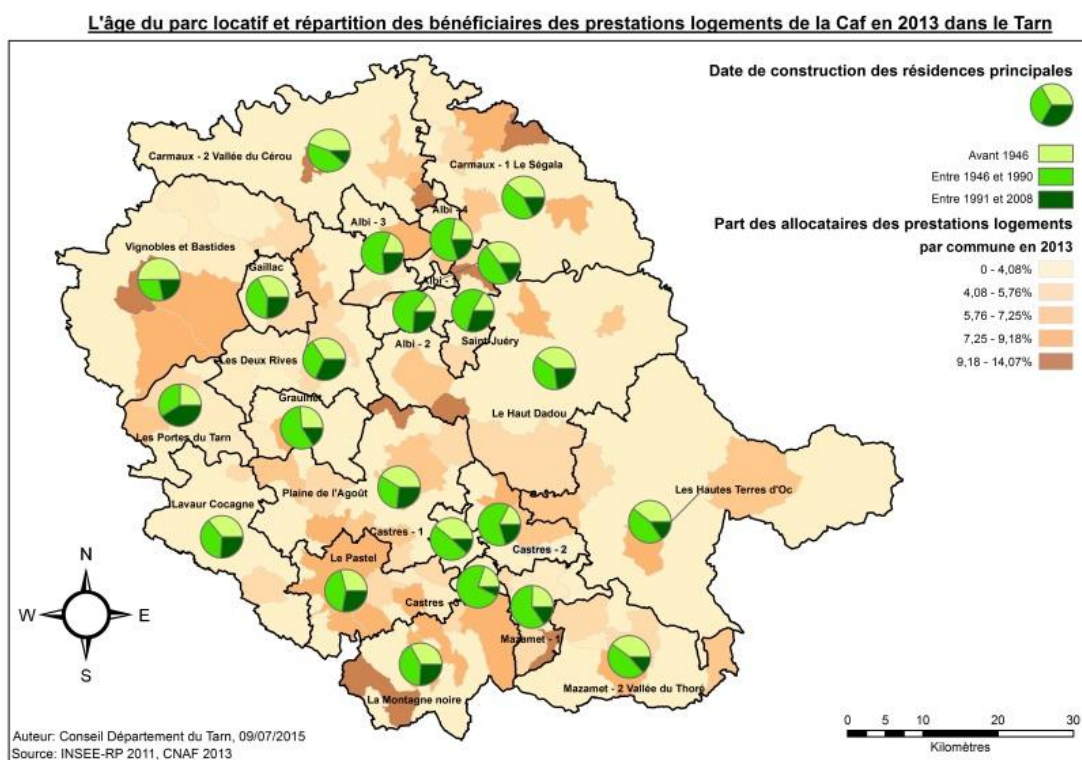 L'âge du parc locatif et répartition des bénéficiaires des prestations logements de la Caf en 2013 dans le Tarn
Date de construction des résidences principales
Avant 1946
Entre 1946 et 1990
Entre 1991 et 2008
Part des allocataires des prestations logements
par commune en 2013
0 - 4,08%
4,08 - 5,76%
5,76 - 7,25%
7,25 - 9,18%
9,18 - 14,07%
Carmaux - 2 Vallée du Cérou
Carmaux - 1 Le Ségala
Albi - 3
Albi - 4
Vignobles et Bastides
Gaillac
Albi -
Saint-Juéry
Les Deux Rives
Albi - 2
Graulhet
Le Haut Dadou
Les Portes du Tarn
Les Hautes Terres d'Oc
Plaine de l'Agoût
Lavaur Cocagne
Castres - 1
Castres - 2
Le Pastel
Castres -
Mazamet - 1
Mazamet - 2 Vallée du Thoré
La Montagne noire
N
W
E
S
Auteur: Conseil Département du Tarn, 09/07/2015
Source: INSEE-RP 2011, CNAF 2013
0 5 10 20 30
Kilomètres